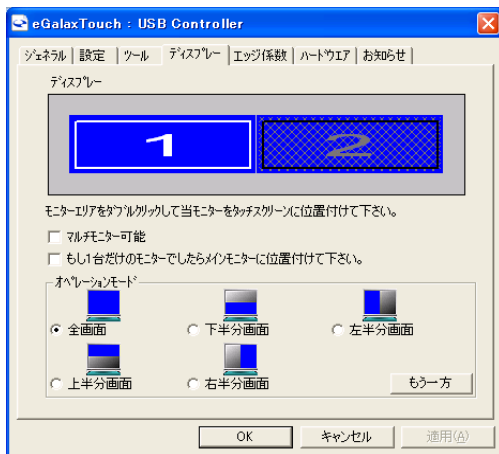 eGalaxTouch : USB Controller
ジェネラル 設定 ツール ディスプレー エッジ係数 ハードウエア お知らせ
ディスプレー
1 2
モニターエリアをダブルクリックして当モニターをタッチスクリーンに位置付けて下さい。
マルチモニター可能
もし1台だけのモニターでしたらメインモニターに位置付けて下さい。
オペレーションモード
全画面 下半分画面 左半分画面
上半分画面 右半分画面 もう一方
OK キャンセル 適用(A)